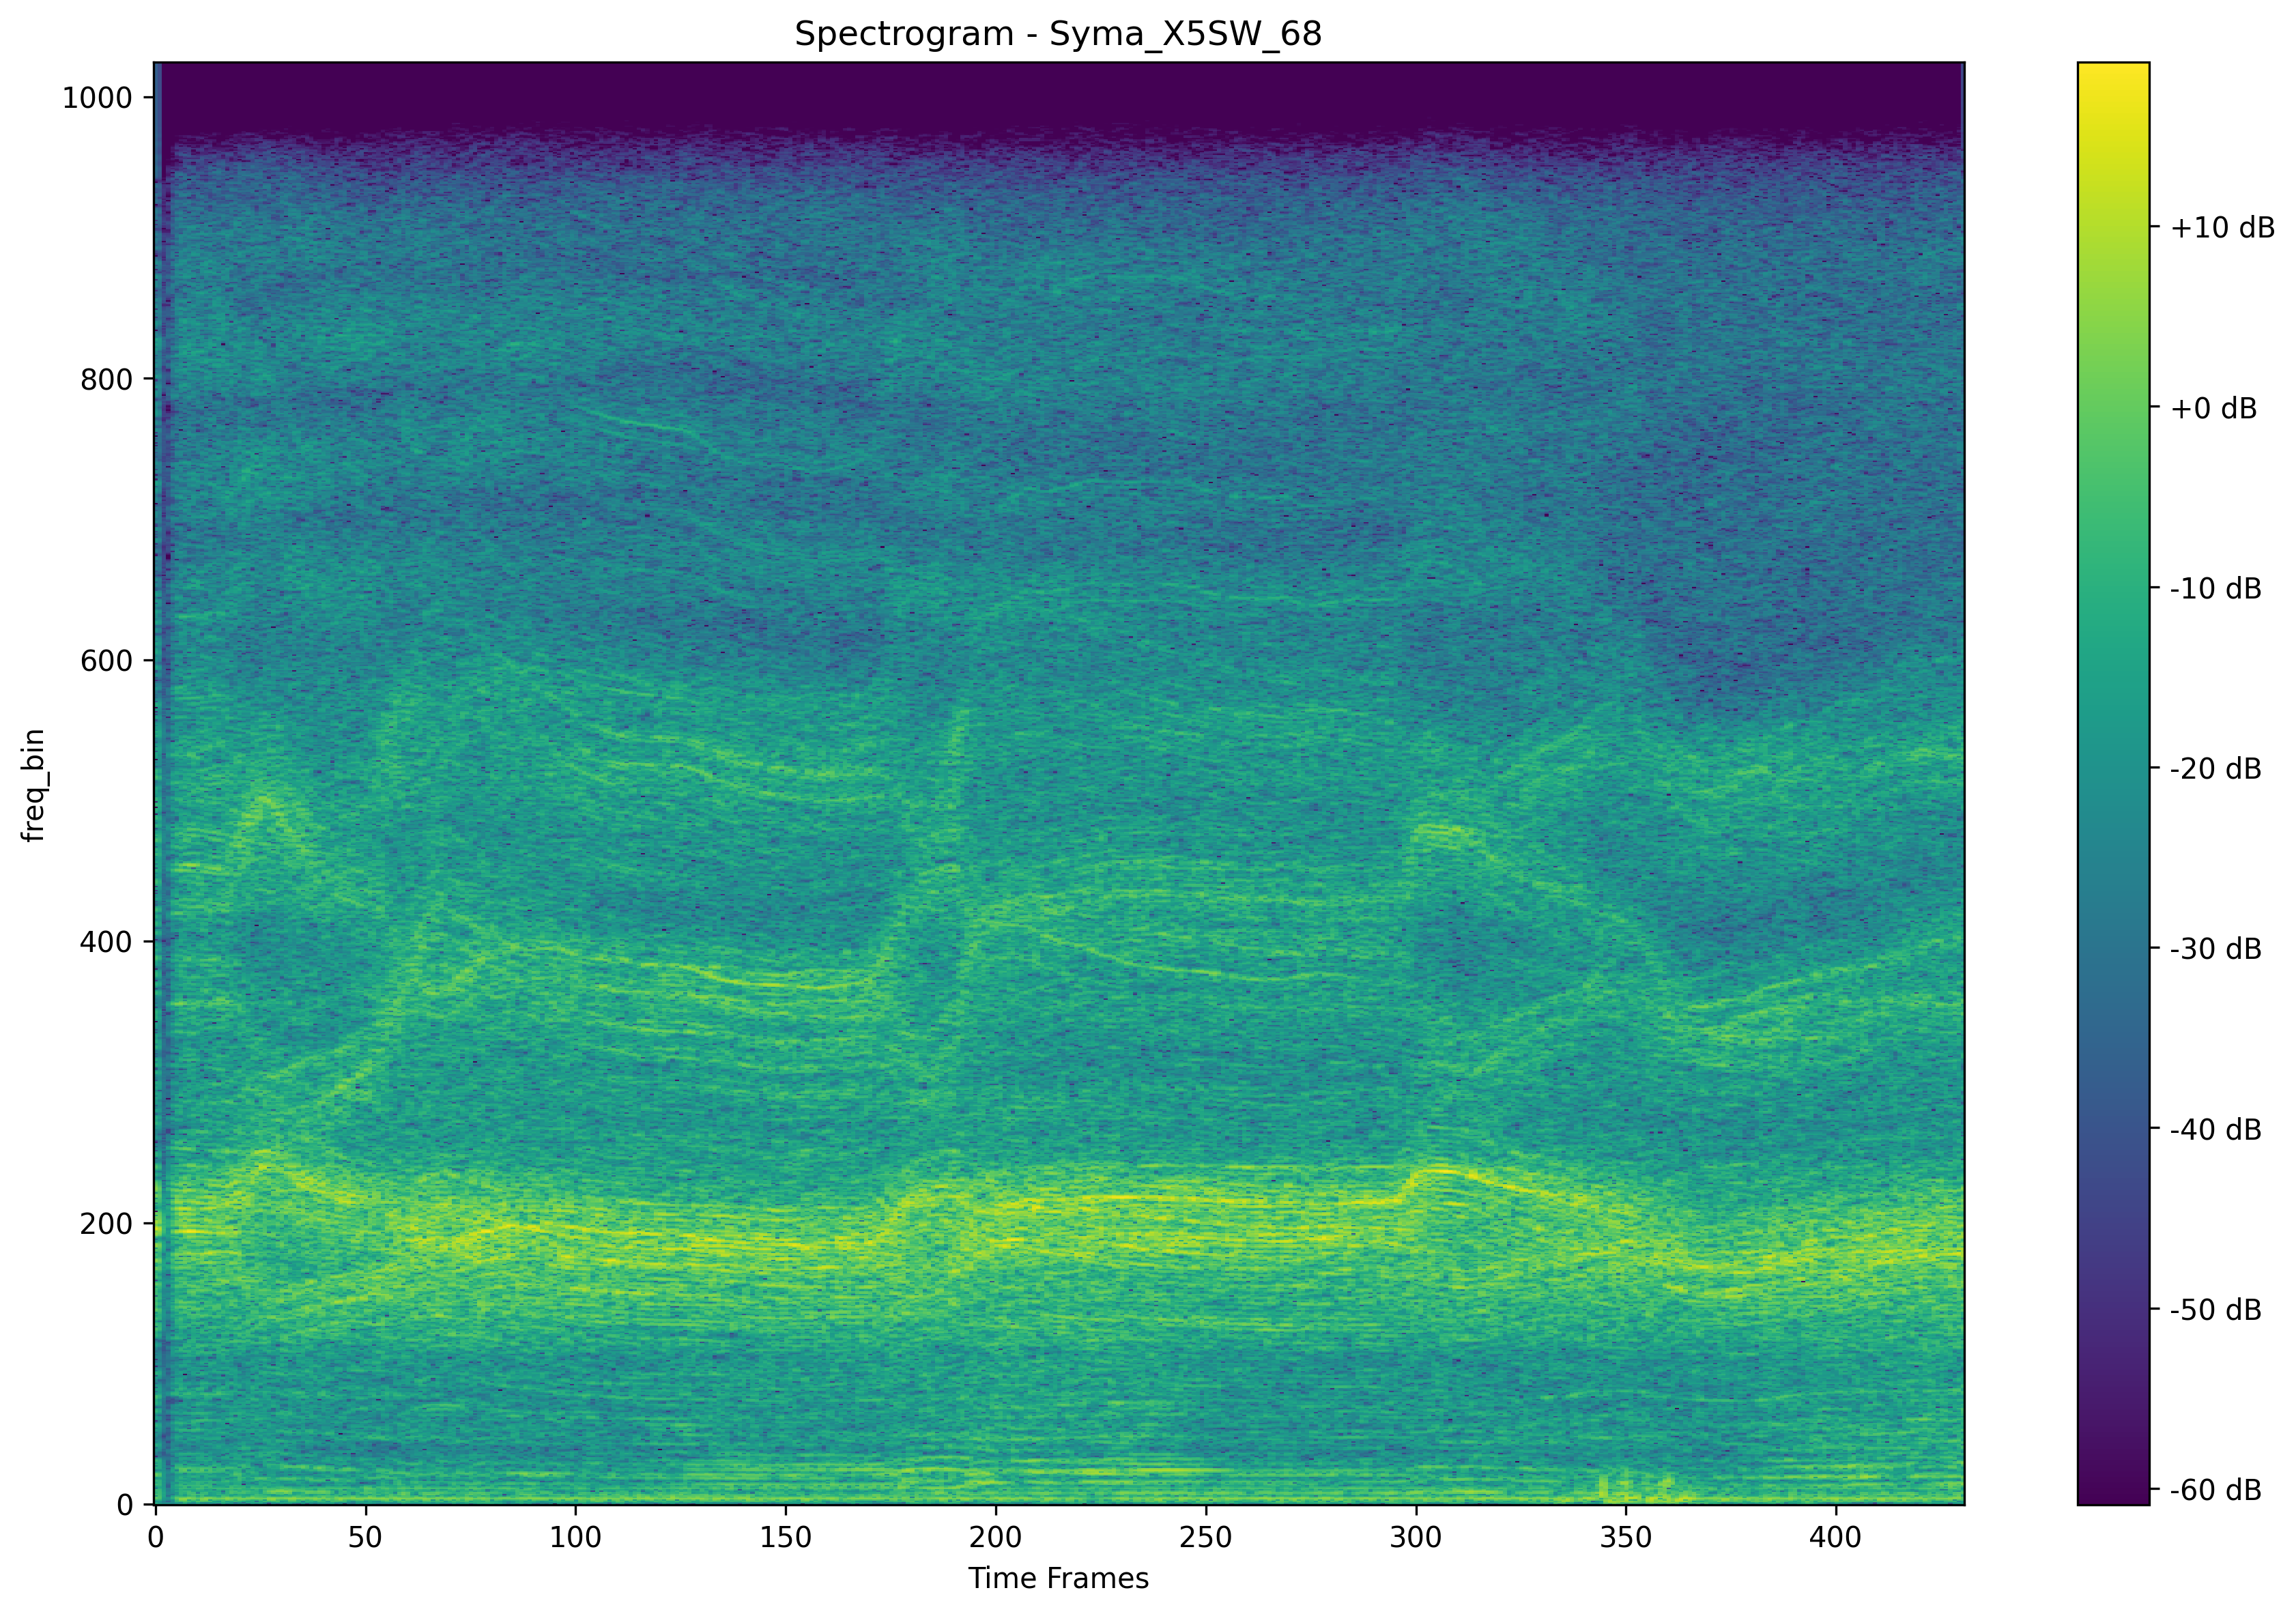 Spectrogram - Syma_X5SW_68
freq_bin
1000
800
600
400
200
0
0 50 100 150 200 250 300 350 400
Time Frames
+10 dB
+0 dB
-10 dB
-20 dB
-30 dB
-40 dB
-50 dB
-60 dB